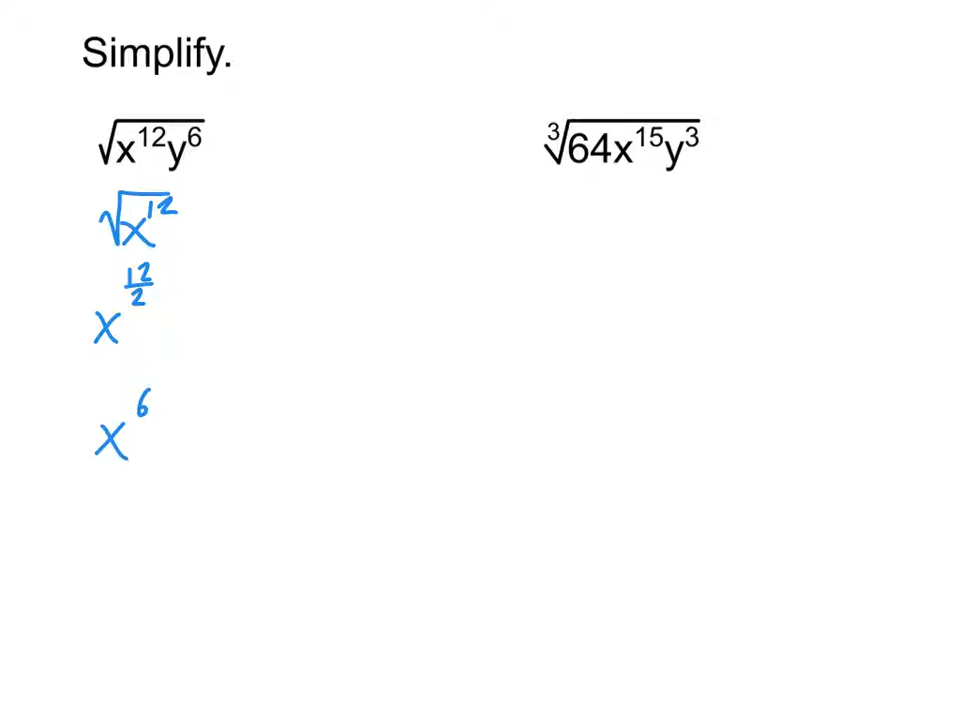 Simplify.
√x¹²y⁶
∛64x¹⁵y³
√x¹²
x^(12/2)
x⁶